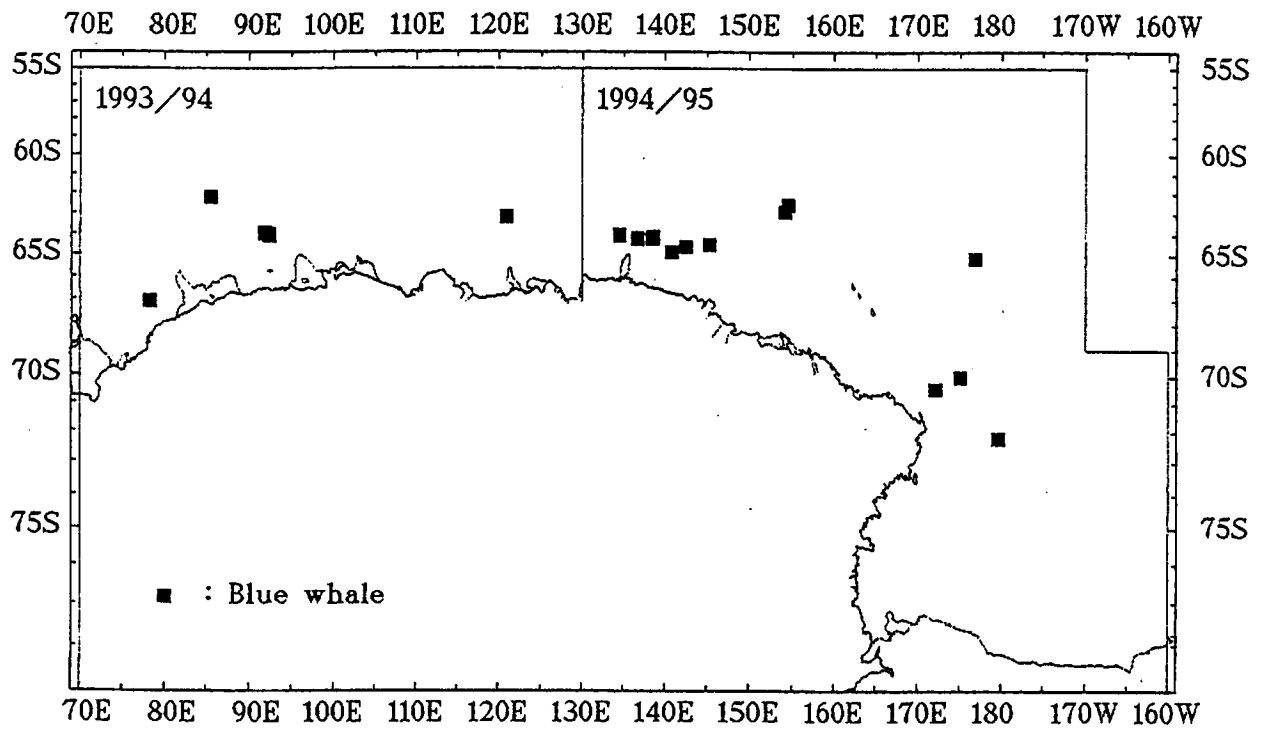 70E 80E 90E 100E 110E 120E 130E 140E 150E 160E 170E 180 170W 160W
55S 55S
1993/94 1994/95
60S 60S
65S 65S
70S 70S
75S 75S
■ : Blue whale
70E 80E 90E 100E 110E 120E 130E 140E 150E 160E 170E 180 170W 160W